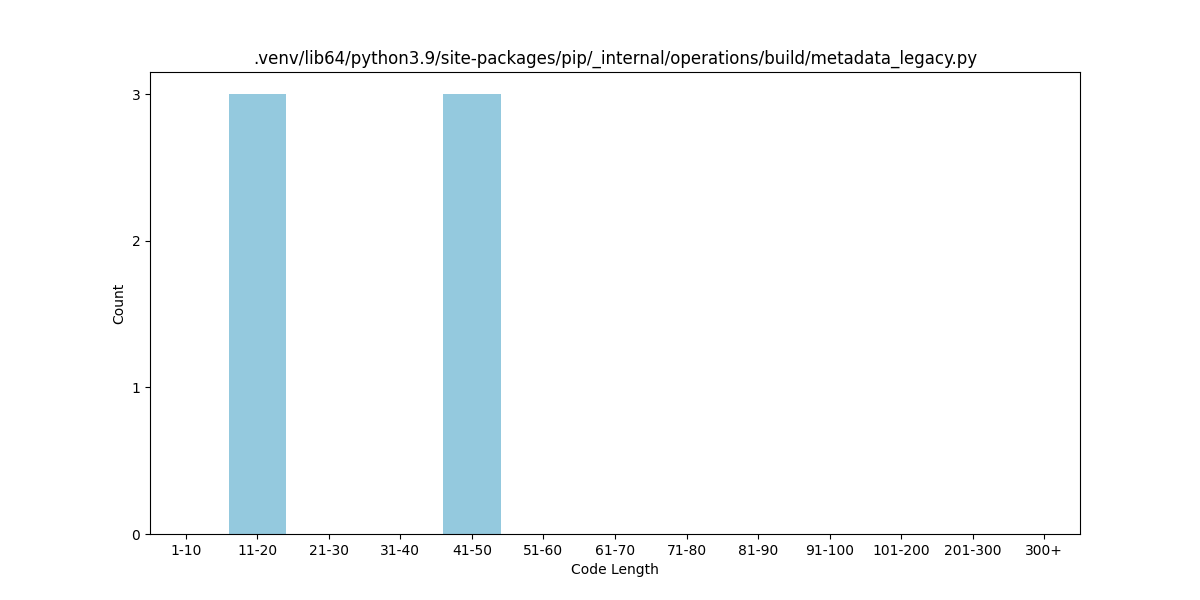 .venv/lib64/python3.9/site-packages/pip/_internal/operations/build/metadata_legacy.py
3
2
1
0
Count
1-10 11-20 21-30 31-40 41-50 51-60 61-70 71-80 81-90 91-100 101-200 201-300 300+
Code Length